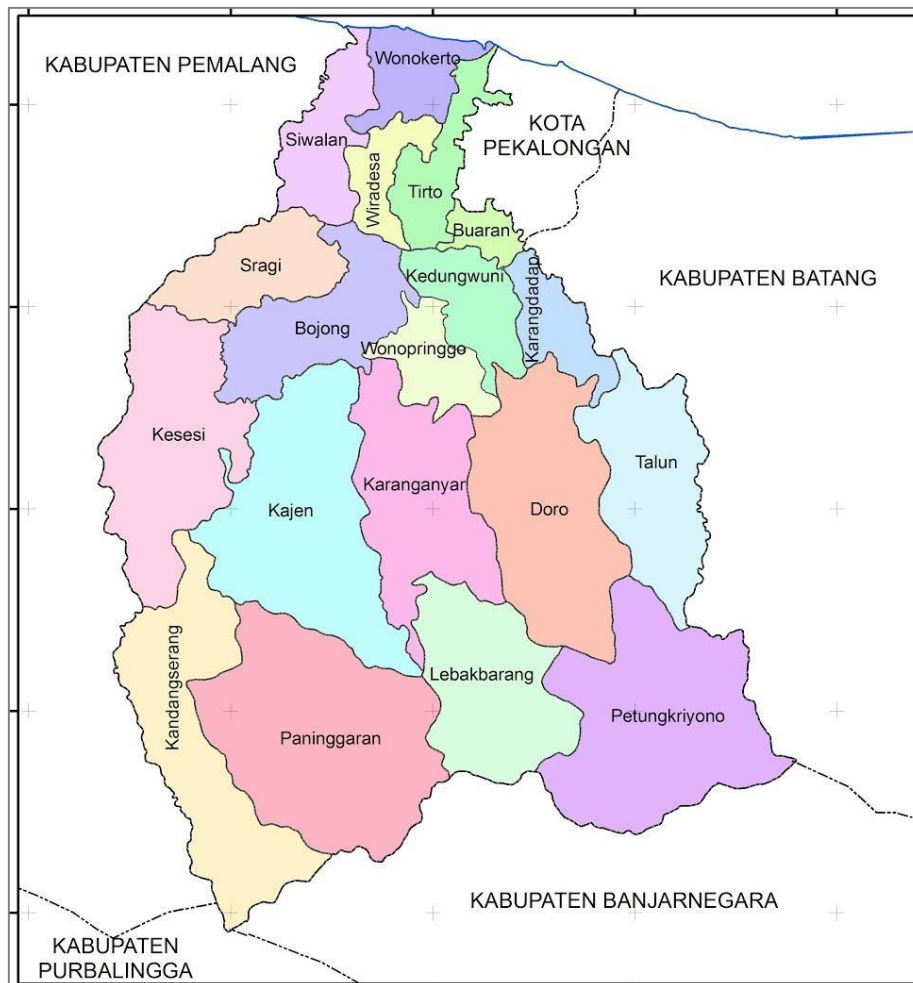 Wonokerto
KABUPATEN PEMALANG
KOTA
PEKALONGAN
Siwalan
Wiradesa
Tirto
Buaran
Sragi
Kedungwuni
Karangdadap
KABUPATEN BATANG
Bojong
Wonopringgo
Kesesi
Talun
Karanganyar
Kajen
Doro
Kandangserang
Lebakbarang
Petungkriyono
Paninggaran
KABUPATEN BANJARNEGARA
KABUPATEN
PURBALINGGA